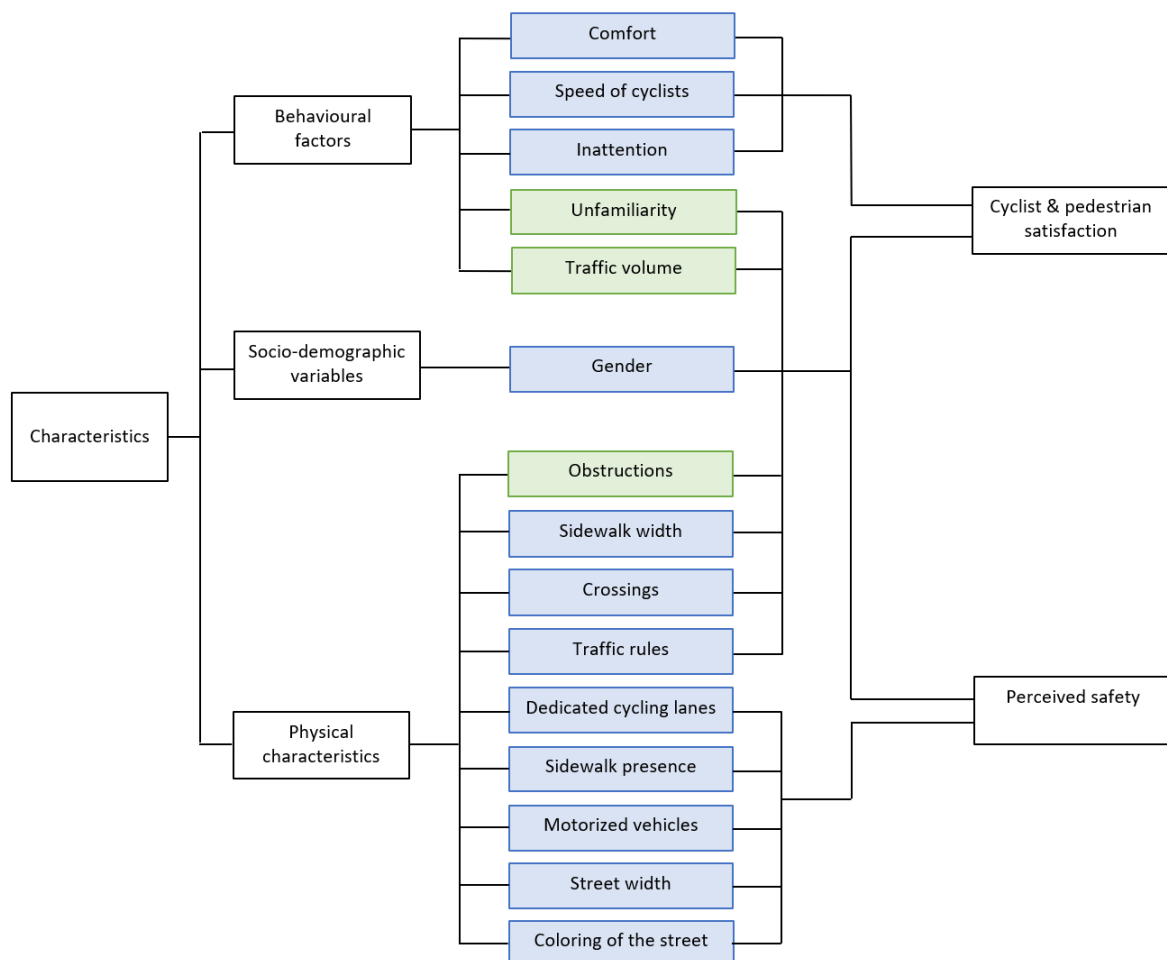 Characteristics
Behavioural
factors
Socio-demographic
variables
Physical
characteristics
Comfort
Speed of cyclists
Inattention
Unfamiliarity
Traffic volume
Gender
Obstructions
Sidewalk width
Crossings
Traffic rules
Dedicated cycling lanes
Sidewalk presence
Motorized vehicles
Street width
Coloring of the street
Cyclist & pedestrian
satisfaction
Perceived safety